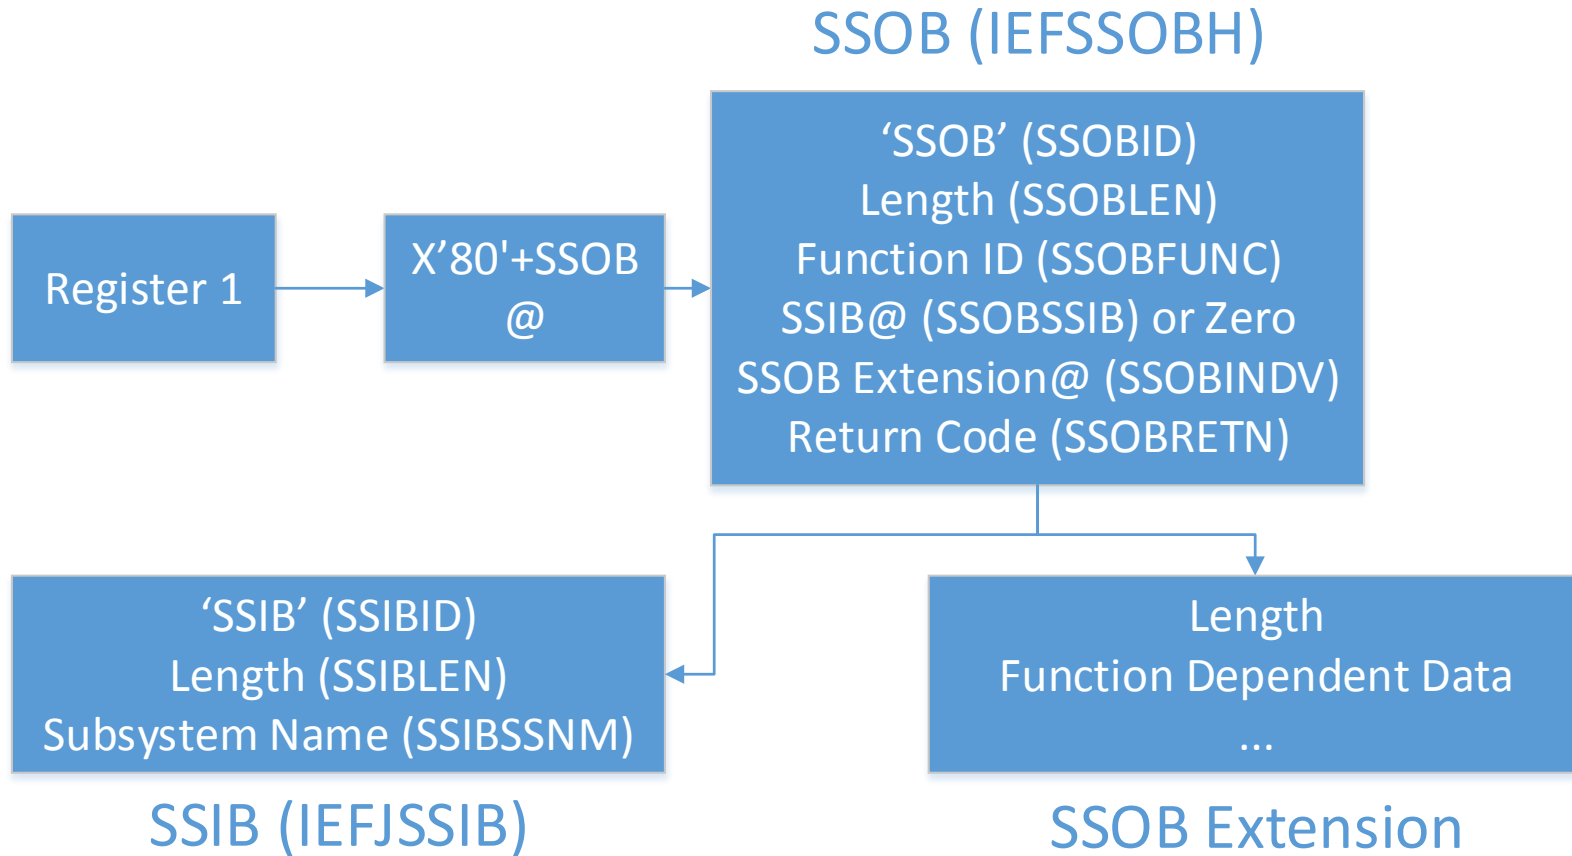 SSOB (IEFSSOBH)
‘SSOB’ (SSOBID)
Length (SSOBLEN)
Function ID (SSOBFUNC)
SSIB@ (SSOBSSIB) or Zero
SSOB Extension@ (SSOBINDV)
Return Code (SSOBRETN)
Register 1
X’80'+SSOB
@
‘SSIB’ (SSIBID)
Length (SSIBLEN)
Subsystem Name (SSIBSSNM)
SSIB (IEFJSSIB)
Length
Function Dependent Data
...
SSOB Extension